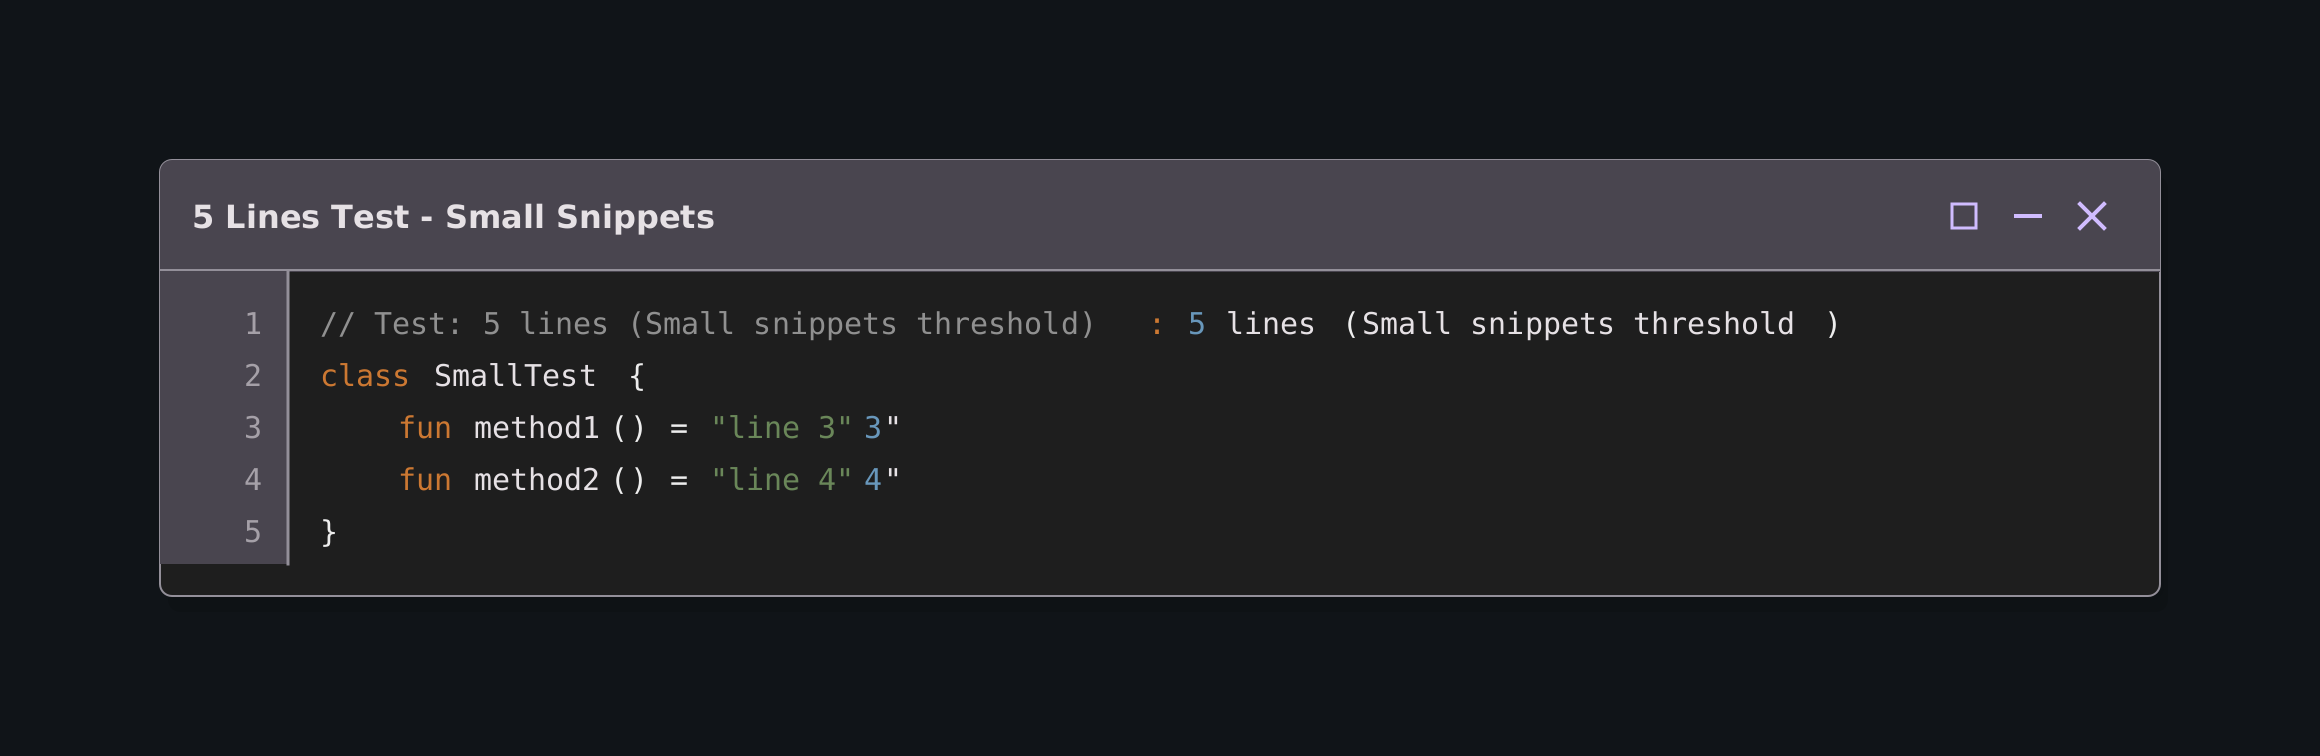 5 Lines Test - Small Snippets
1 // Test: 5 lines (Small snippets threshold) : 5 lines (Small snippets threshold )
2 class SmallTest {
3 fun method1 () = "line 3" 3"
4 fun method2 () = "line 4" 4"
5 }